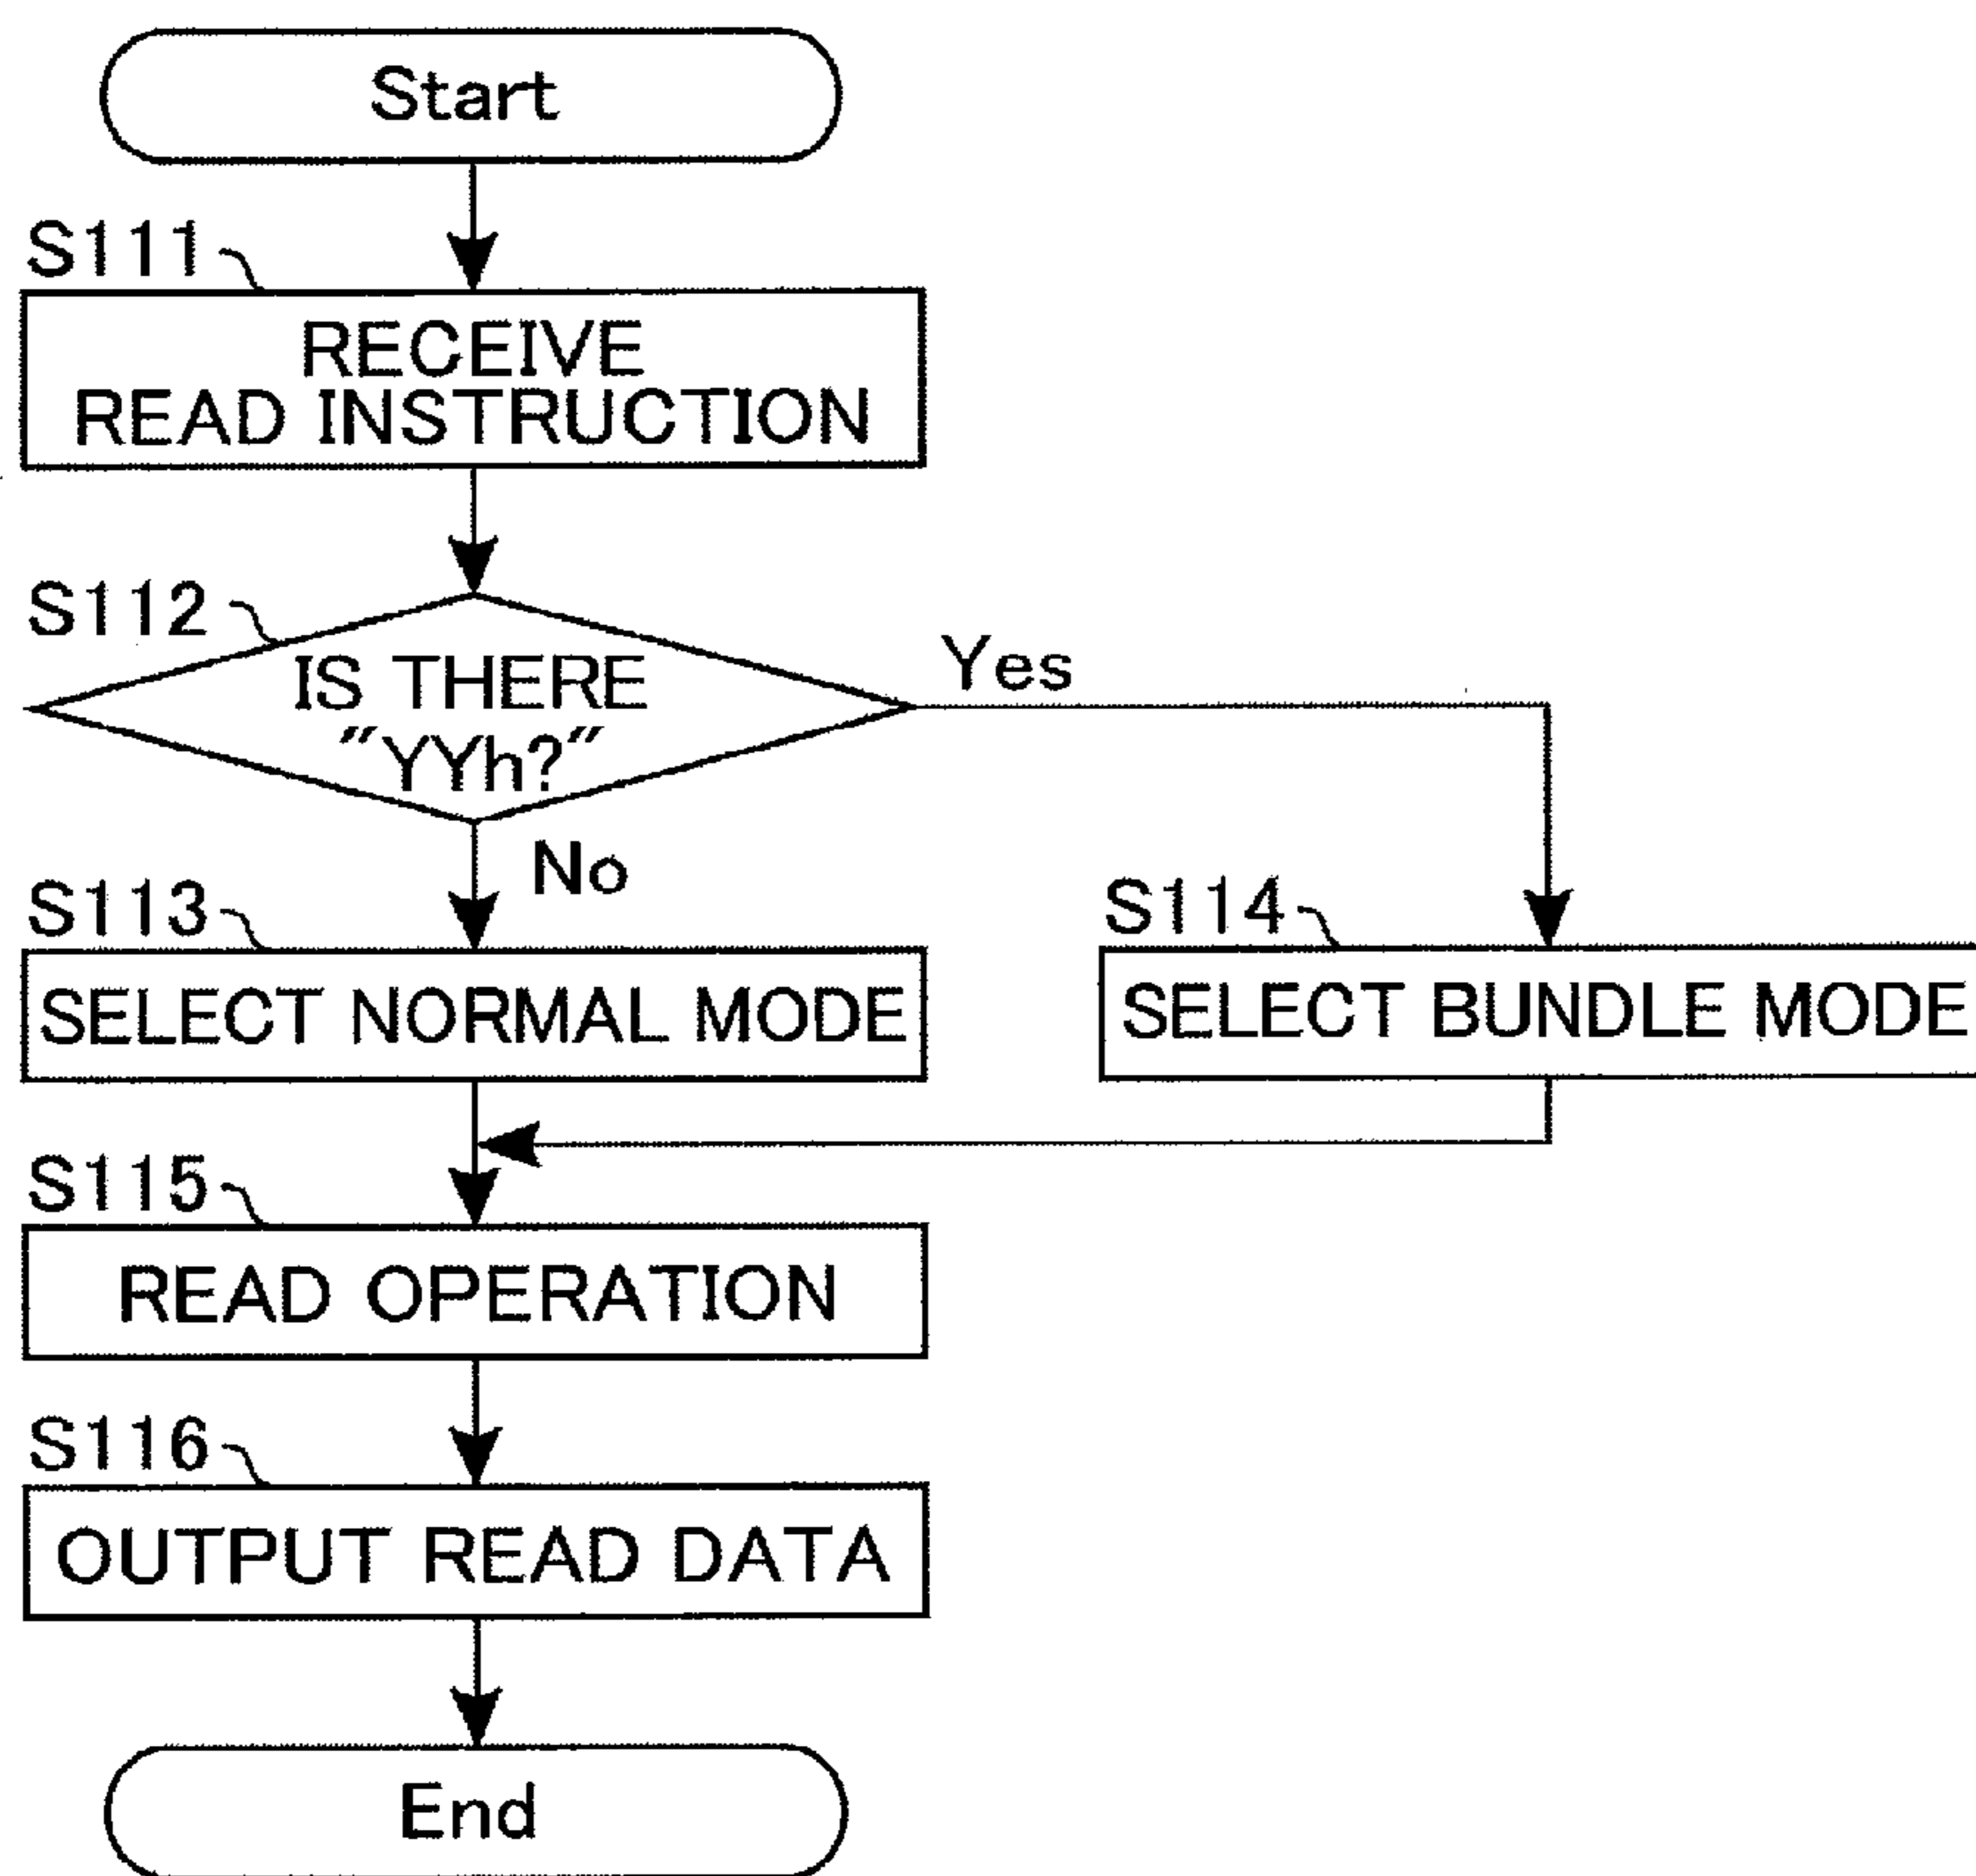 Start
S111
RECEIVE
READ INSTRUCTION
S112
IS THERE
"YYh?"
Yes
No
S113
SELECT NORMAL MODE
S114
SELECT BUNDLE MODE
S115
READ OPERATION
S116
OUTPUT READ DATA
End